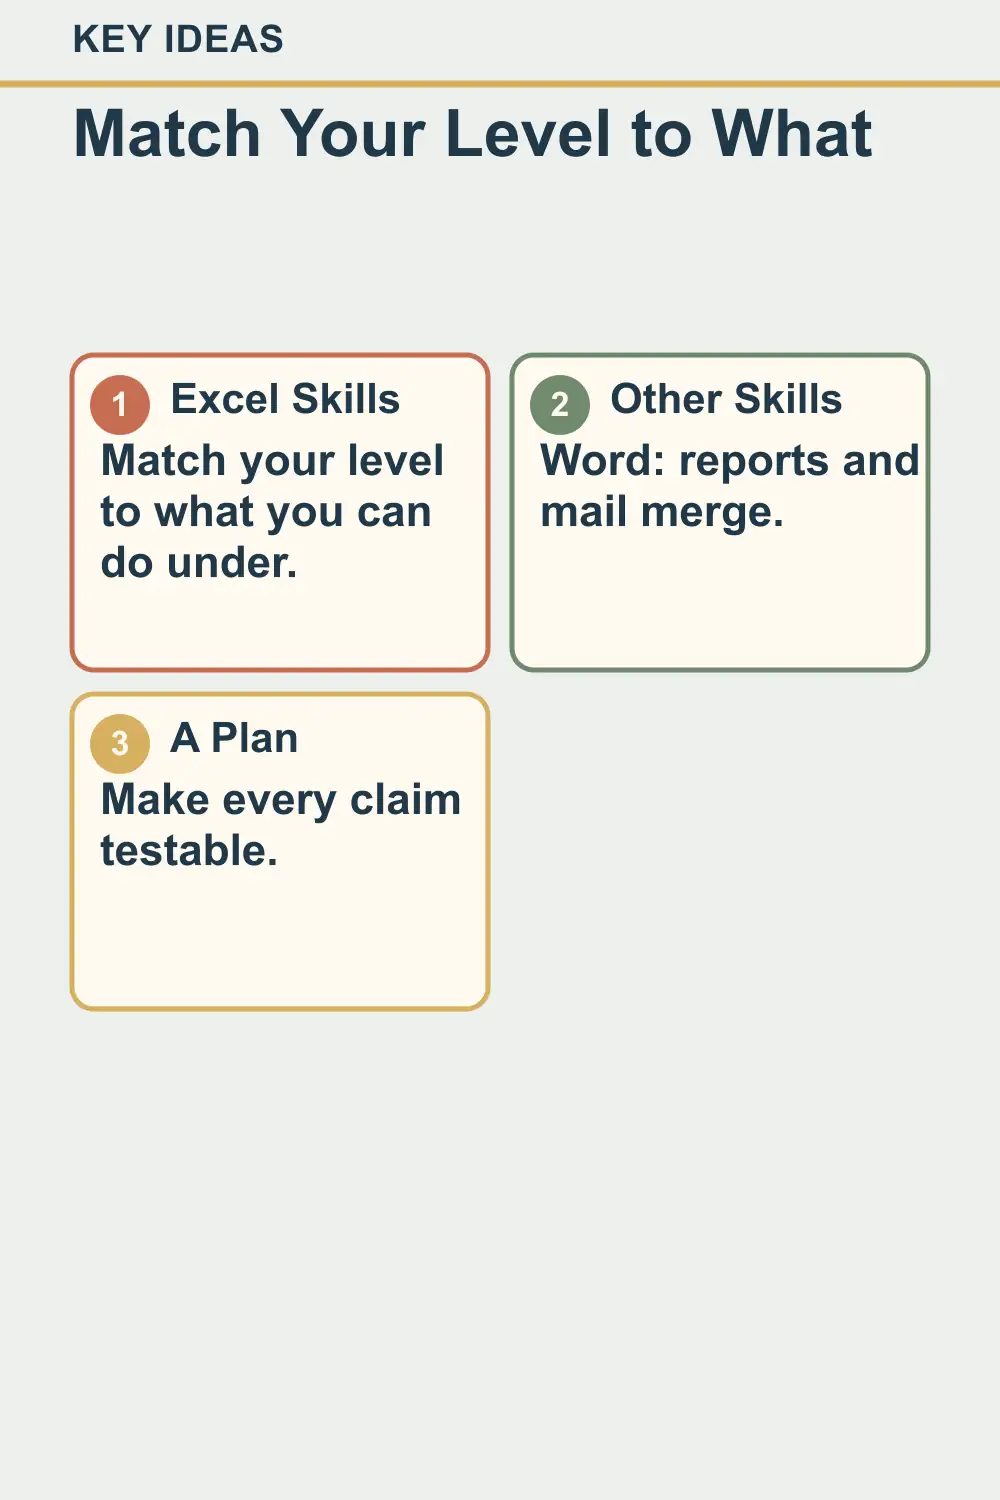 KEY IDEAS
Match Your Level to What
1 Excel Skills
Match your level
to what you can
do under.
2 Other Skills
Word: reports and
mail merge.
3 A Plan
Make every claim
testable.